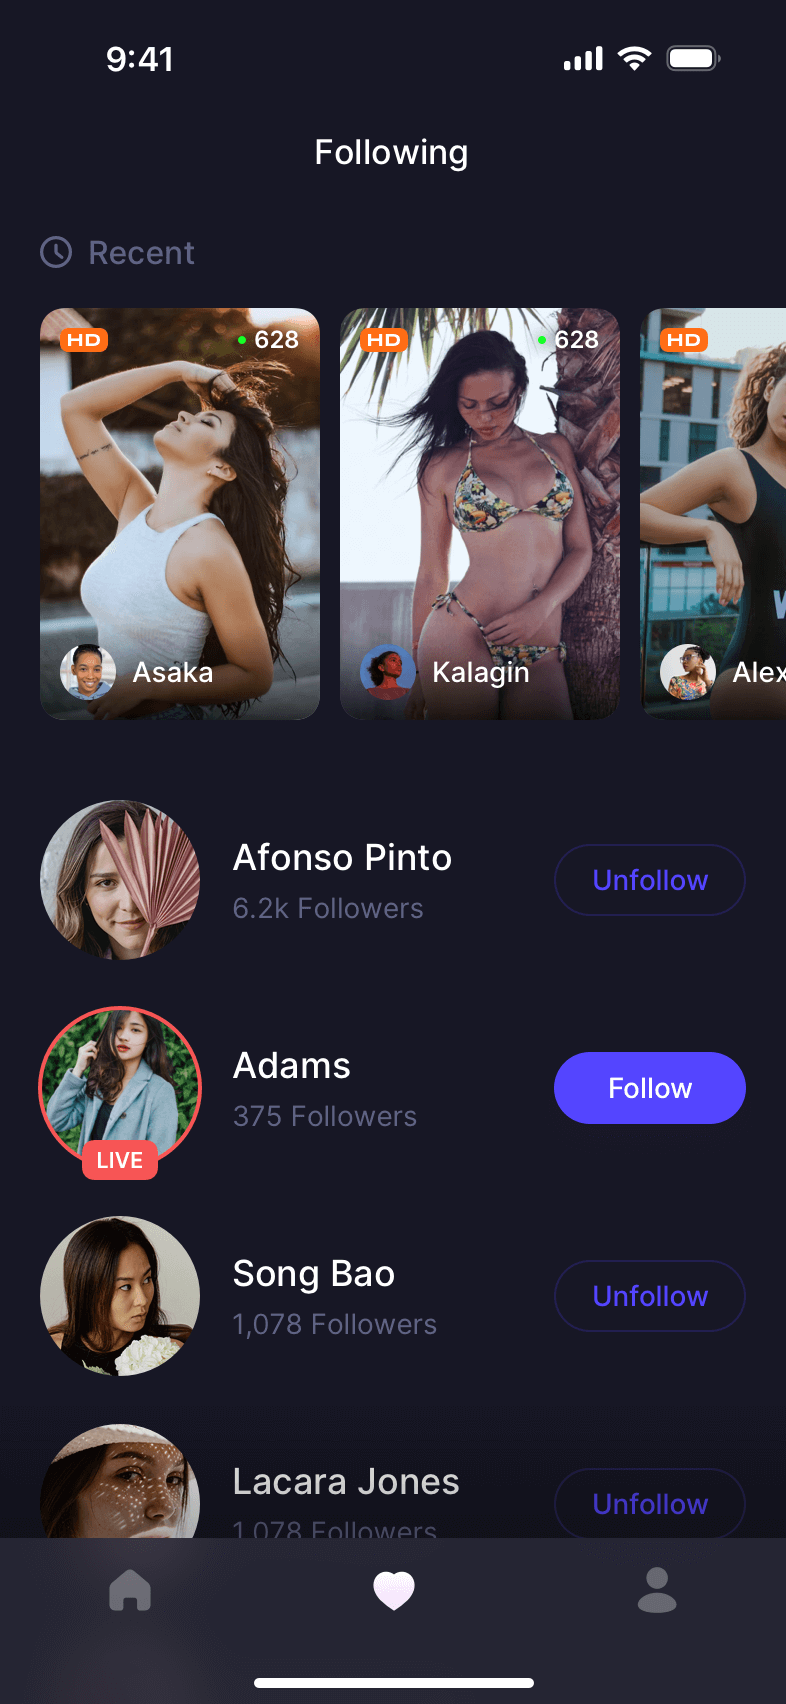 9:41
Following
Recent
HD
628
HD
628
HD
Asaka
Kalagin
Alex
Afonso Pinto
6.2k Followers
Unfollow
Adams
375 Followers
Follow
LIVE
Song Bao
1,078 Followers
Unfollow
Lacara Jones
1,078 Followers
Unfollow